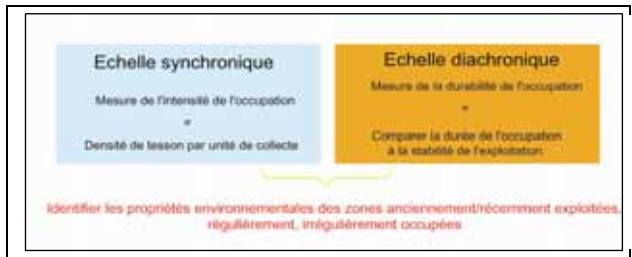 Echelle synchronique
Mesure de l'intensité de l'occupation
=
Densité de tesson par unité de collecte
Echelle diachronique
Mesure de la durabilité de l'occupation
=
Comparer la durée de l'occupation
à la stabilité de l'exploitation
Identifier les propriétés environnementales des zones anciennement/récemment exploitées,
régulièrement, irrégulièrement occupées